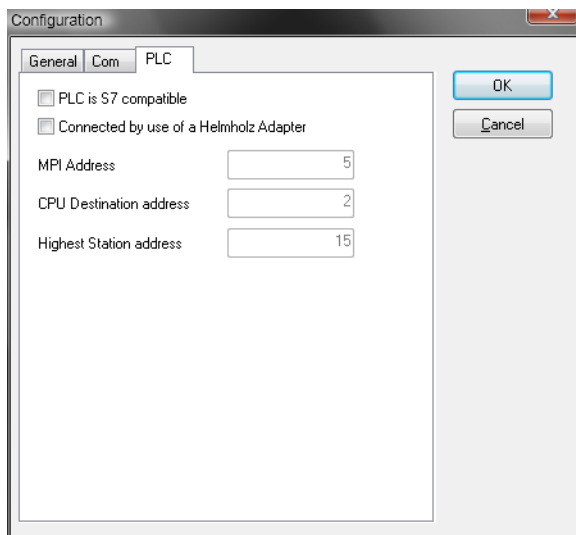 Configuration
General Com PLC
PLC is S7 compatible
Connected by use of a Helmholz Adapter
MPI Address 5
CPU Destination address 2
Highest Station address 15
OK
Cancel